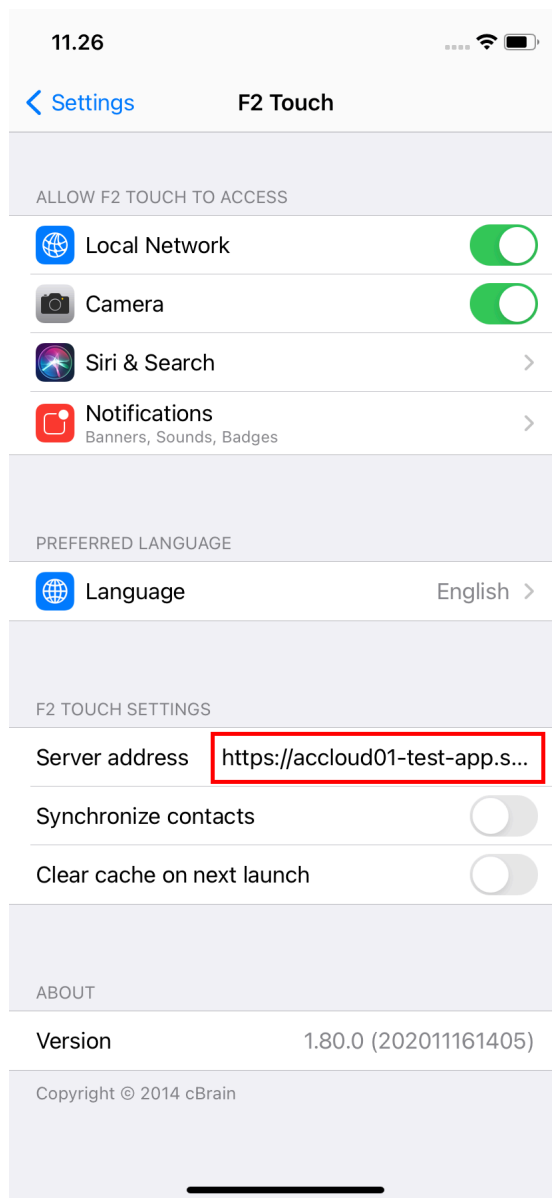 11.26
Settings
F2 Touch
ALLOW F2 TOUCH TO ACCESS
Local Network
Camera
Siri & Search
Notifications
Banners, Sounds, Badges
PREFERRED LANGUAGE
Language English
F2 TOUCH SETTINGS
Server address https://accloud01-test-app.s...
Synchronize contacts
Clear cache on next launch
ABOUT
Version 1.80.0 (202011161405)
Copyright © 2014 cBrain